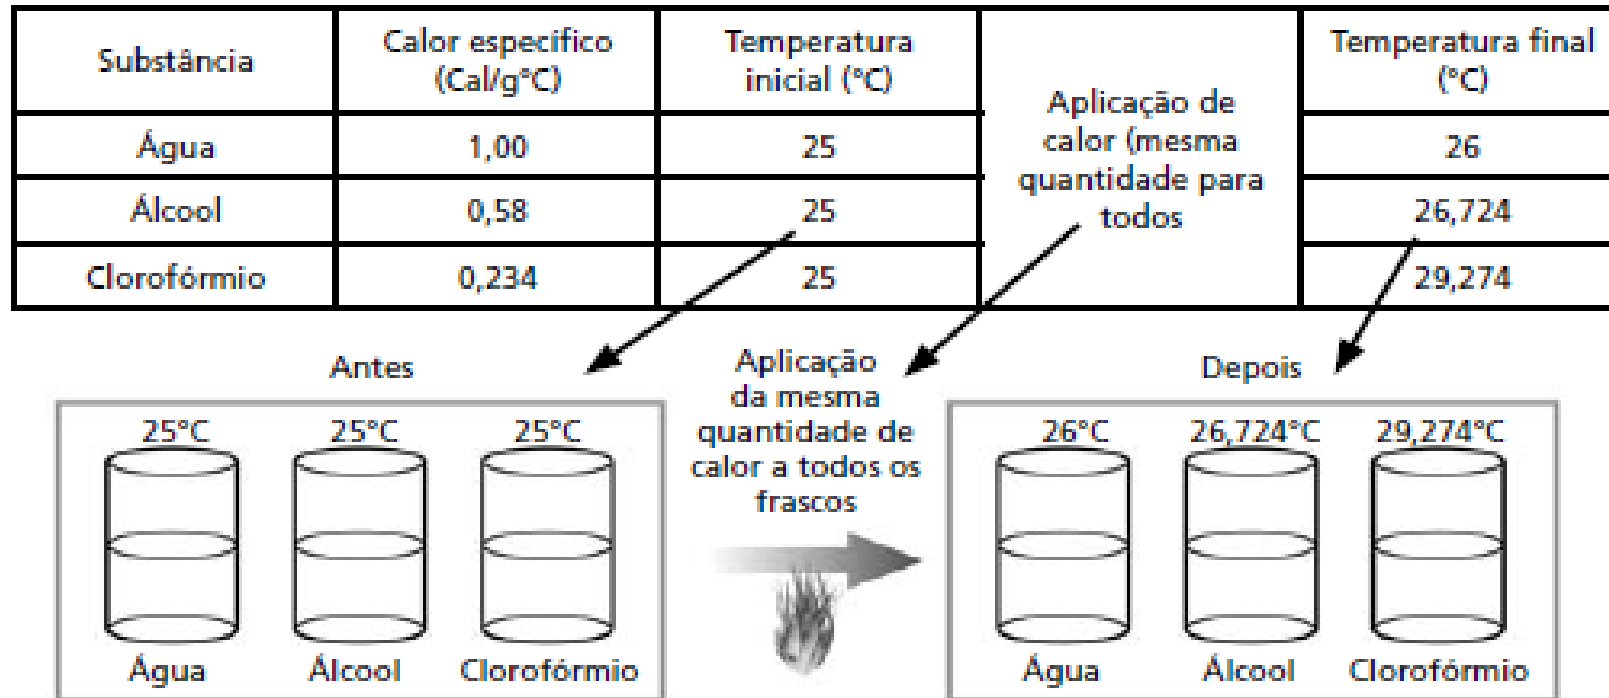 Substância
Calor específico
(Cal/g°C)
Temperatura
inicial (°C)
Aplicação de
calor (mesma
quantidade para
todos
Temperatura final
(°C)
Água
1,00
25
26
Álcool
0,58
25
26,724
Clorofórmio
0,234
25
29,274
Antes
Aplicação
da mesma
quantidade de
calor a todos os
frascos
Depois
25°C
25°C
25°C
26°C
26,724°C
29,274°C
Água
Álcool
Clorofórmio
Água
Álcool
Clorofórmio